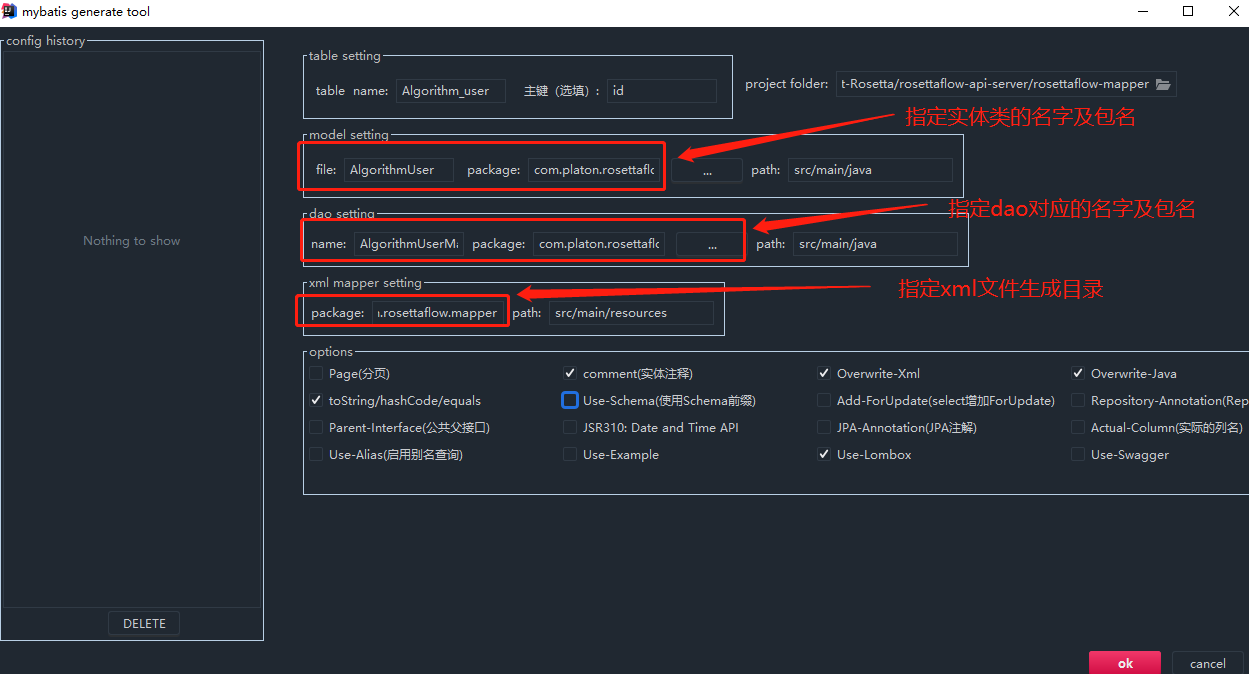 mybatis generate tool
config history
Nothing to show
DELETE
table setting
table name: Algorithm_user 主键（选填）: id
project folder: t-Rosetta/rosettaflow-api-server/rosettaflow-mapper
指定实体类的名字及包名
model setting
file: AlgorithmUser package: com.platon.rosettaflc ... path: src/main/java
指定dao对应的名字及包名
dao setting
name: AlgorithmUserMa package: com.platon.rosettaflc ... path: src/main/java
指定xml文件生成目录
xml mapper setting
package: .rosettaflow.mapper path: src/main/resources
options
Page(分页) comment(实体注释) Overwrite-Xml Overwrite-Java
toString/hashCode/equals Use-Schema(使用Schema前缀) Add-ForUpdate(select增加ForUpdate) Repository-Annotation(Rep
Parent-Interface(公共父接口) JSR310: Date and Time API JPA-Annotation(JPA注解) Actual-Column(实际的列名)
Use-Alias(启用别名查询) Use-Example Use-Lombox Use-Swagger
ok cancel